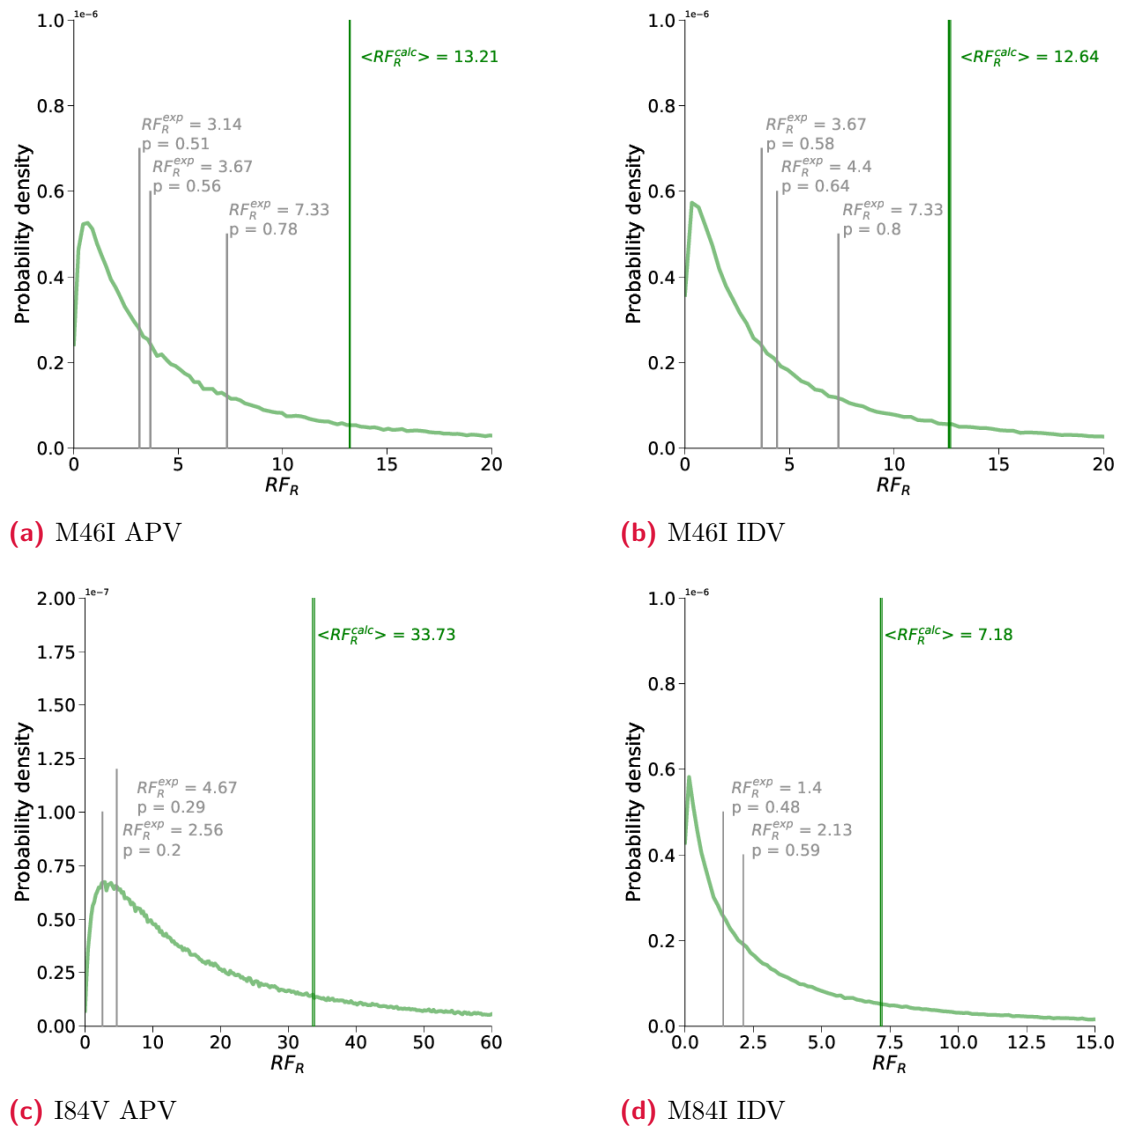 1e-6
<RF_R^calc> = 13.21
RF_R^exp = 3.14
p = 0.51
RF_R^exp = 3.67
p = 0.56
RF_R^exp = 7.33
p = 0.78
Probability density
1.0
0.8
0.6
0.4
0.2
0.0
0 5 10 15 20
RF_R
(a) M46I APV
1e-6
<RF_R^calc> = 12.64
RF_R^exp = 3.67
p = 0.58
RF_R^exp = 4.4
p = 0.64
RF_R^exp = 7.33
p = 0.8
Probability density
1.0
0.8
0.6
0.4
0.2
0.0
0 5 10 15 20
RF_R
(b) M46I IDV
1e-7
<RF_R^calc> = 33.73
RF_R^exp = 4.67
p = 0.29
RF_R^exp = 2.56
p = 0.2
Probability density
2.00
1.75
1.50
1.25
1.00
0.75
0.50
0.25
0.00
0 10 20 30 40 50 60
RF_R
(c) I84V APV
1e-6
<RF_R^calc> = 7.18
RF_R^exp = 1.4
p = 0.48
RF_R^exp = 2.13
p = 0.59
Probability density
1.0
0.8
0.6
0.4
0.2
0.0
0.0 2.5 5.0 7.5 10.0 12.5 15.0
RF_R
(d) M84I IDV